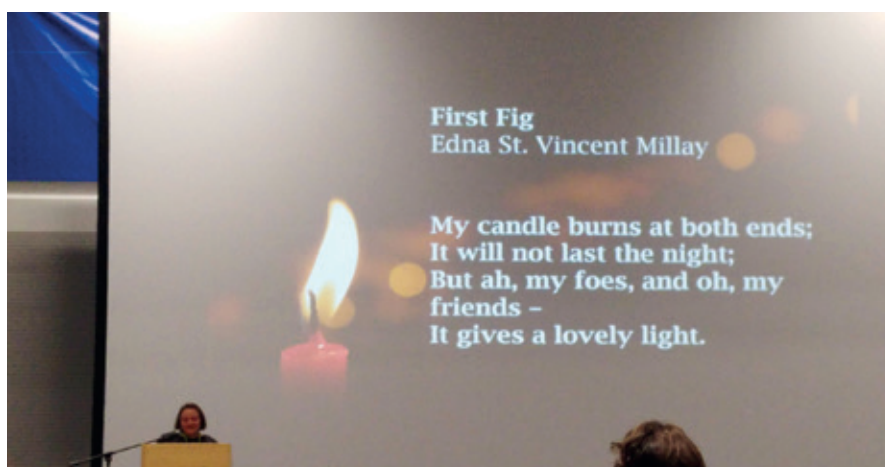 First Fig
Edna St. Vincent Millay
My candle burns at both ends;
It will not last the night;
But ah, my foes, and oh, my
friends –
It gives a lovely light.